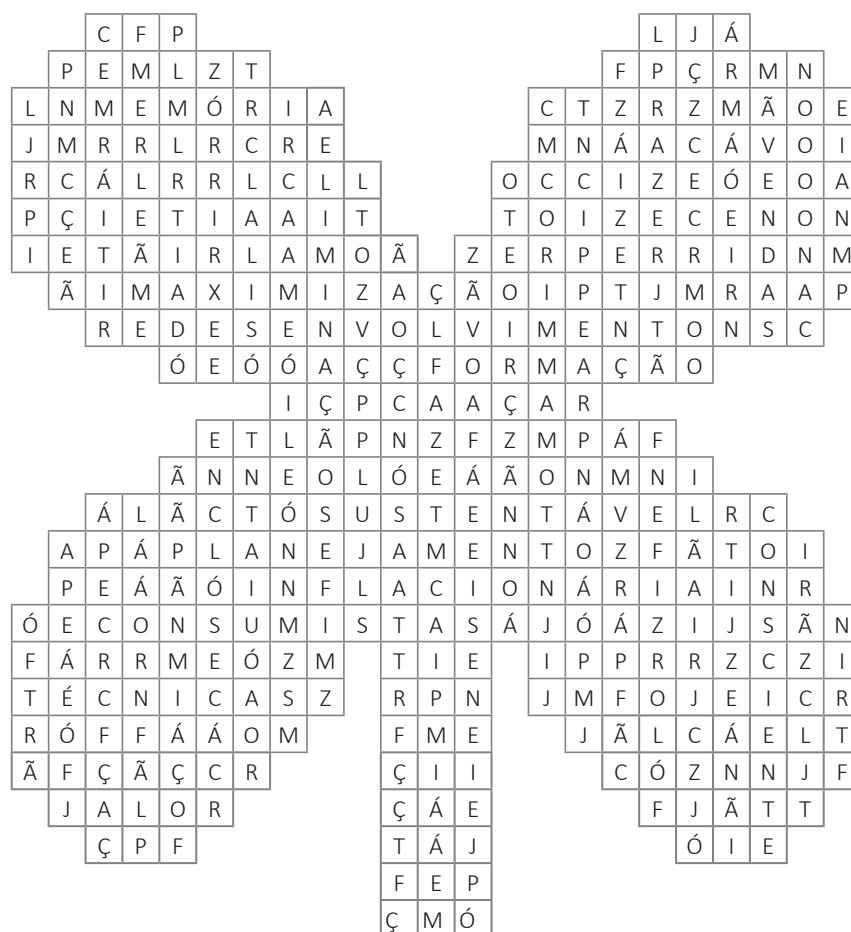 C F P L J Á
P E M L Z T F P Ç R M N
L N M E M Ó R I A C T Z R Z M Ã O E
J M R R L R C R E M N Á A C Á V O I
R C Á L R R L C L L O C C I Z E Ó E O A
P Ç I E T I A A I T T O I Z E C E N O N
I E T Ã I R L A M O Ã Z E R P E R R I D N M
Ã I M A X I M I Z A Ç Ã O I P T J M R A A P
R E D E S E N V O L V I M E N T O N S C
Ó E Ó Ó A Ç Ç F O R M A Ç Ã O
I Ç P C A A Ç A R
E T L Ã P N Z F Z M P Á F
Ã N N E O L Ó E Á Ã O N M N I
Á L Ã C T Ó S U S T E N T Á V E L R C
A P Á P L A N E J A M E N T O Z F Ã T O I
P E Á Ã Ó I N F L A C I O N Á R I A I N R
Ó E C O N S U M I S T A S Á J Ó Á Z I J S Ã N
F Á R R M E Ó Z M T I E I P P R R Z C Z I
T É C N I C A S Z R P N J M F O J E I C R
R Ó F F Á Á O M F M E J Ã L C Á E L T
Ã F Ç Ã Ç C R Ç I I C Ó Z N N J F
J A L O R Ç Á E F J Ã T T
Ç P F T Á J Ó I E
F E P
Ç M Ó